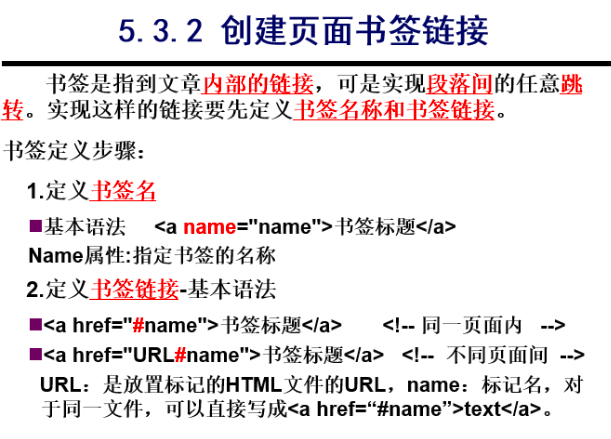 5.3.2 创建页面书签链接
书签是指到文章内部的链接，可是实现段落间的任意跳
转。实现这样的链接要先定义书签名称和书签链接。
书签定义步骤：
1.定义书签名
■基本语法 <a name="name">书签标题</a>
Name属性:指定书签的名称
2.定义书签链接-基本语法
■<a href="#name">书签标题</a> <!-- 同一页面内 -->
■<a href="URL#name">书签标题</a> <!-- 不同页面间 -->
URL：是放置标记的HTML文件的URL，name：标记名，对
于同一文件，可以直接写成<a href=“#name”>text</a>。